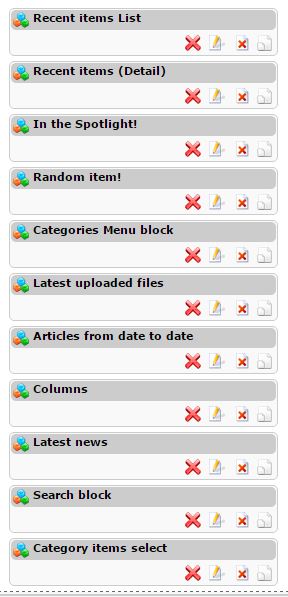 Recent items List
Recent items (Detail)
In the Spotlight!
Random item!
Categories Menu block
Latest uploaded files
Articles from date to date
Columns
Latest news
Search block
Category items select